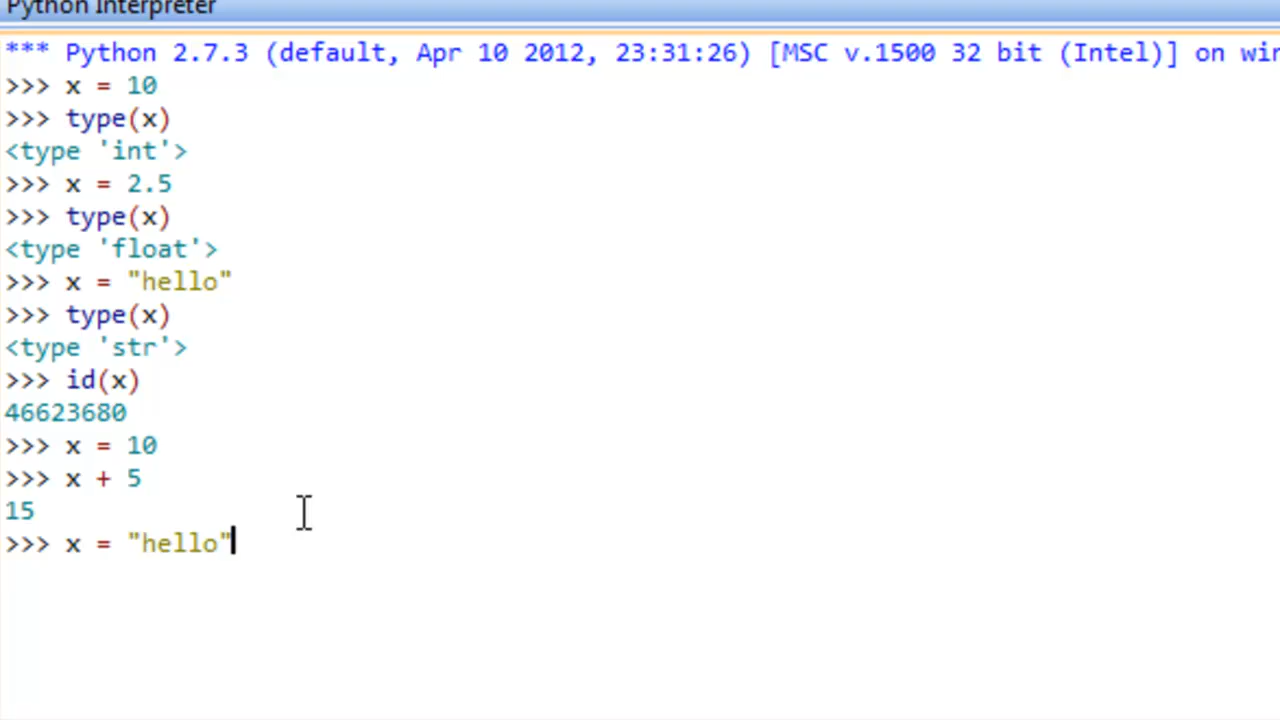 Python Interpreter
*** Python 2.7.3 (default, Apr 10 2012, 23:31:26) [MSC v.1500 32 bit (Intel)] on
>>> x = 10
>>> type(x)
<type 'int'>
>>> x = 2.5
>>> type(x)
<type 'float'>
>>> x = "hello"
>>> type(x)
<type 'str'>
>>> id(x)
46623680
>>> x = 10
>>> x + 5
15
>>> x = "hello"